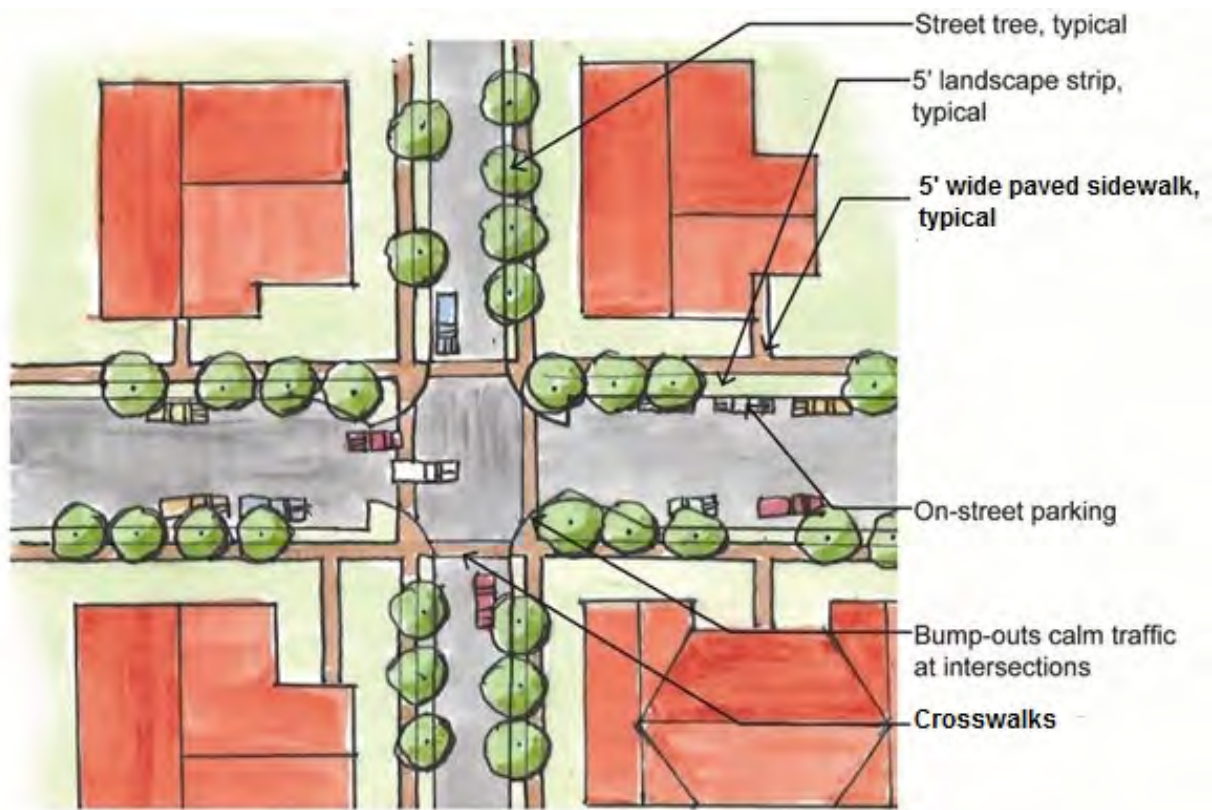 Street tree, typical
5' landscape strip,
typical
5' wide paved sidewalk,
typical
On-street parking
Bump-outs calm traffic
at intersections
Crosswalks